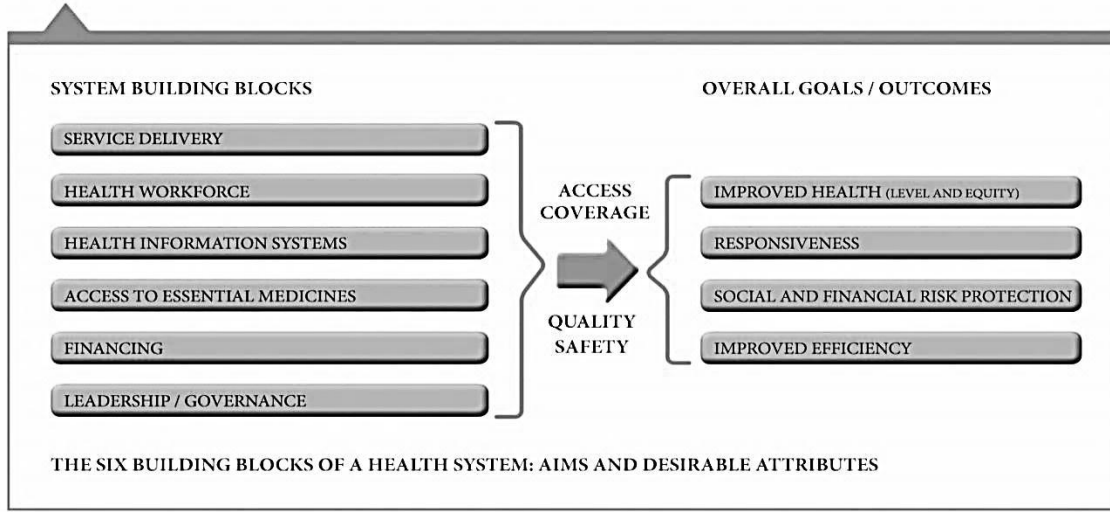 SYSTEM BUILDING BLOCKS
SERVICE DELIVERY
HEALTH WORKFORCE
HEALTH INFORMATION SYSTEMS
ACCESS TO ESSENTIAL MEDICINES
FINANCING
LEADERSHIP / GOVERNANCE
ACCESS
COVERAGE
QUALITY
SAFETY
OVERALL GOALS / OUTCOMES
IMPROVED HEALTH (LEVEL AND EQUITY)
RESPONSIVENESS
SOCIAL AND FINANCIAL RISK PROTECTION
IMPROVED EFFICIENCY
THE SIX BUILDING BLOCKS OF A HEALTH SYSTEM: AIMS AND DESIRABLE ATTRIBUTES